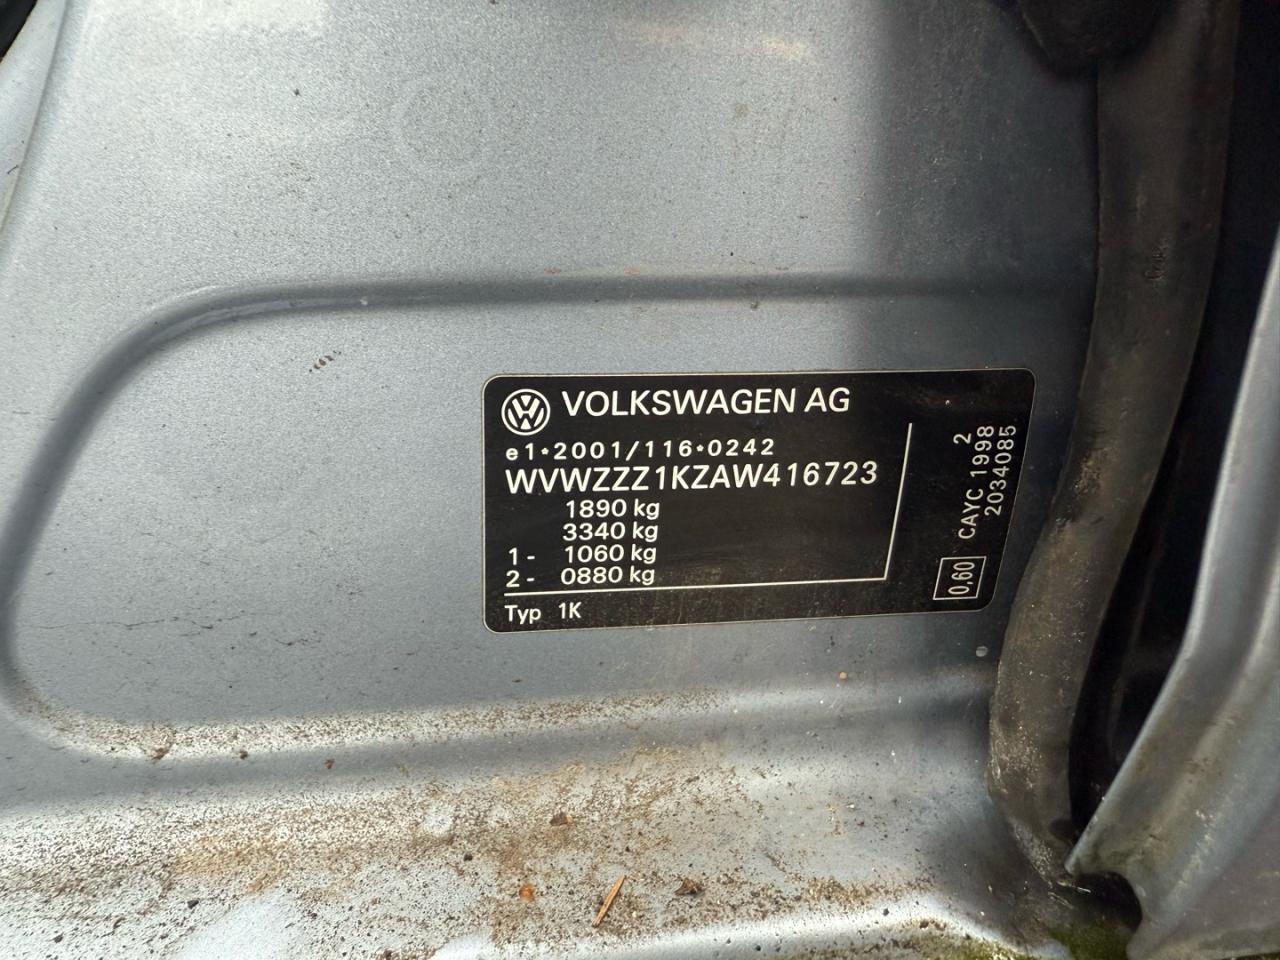 VOLKSWAGEN AG
e1*2001/116*0242
WVWZZZ1KZAW416723
1890 kg
3340 kg
1- 1060 kg
2- 0880 kg
Typ 1K
2
CAYC 1998
2034085
0,60